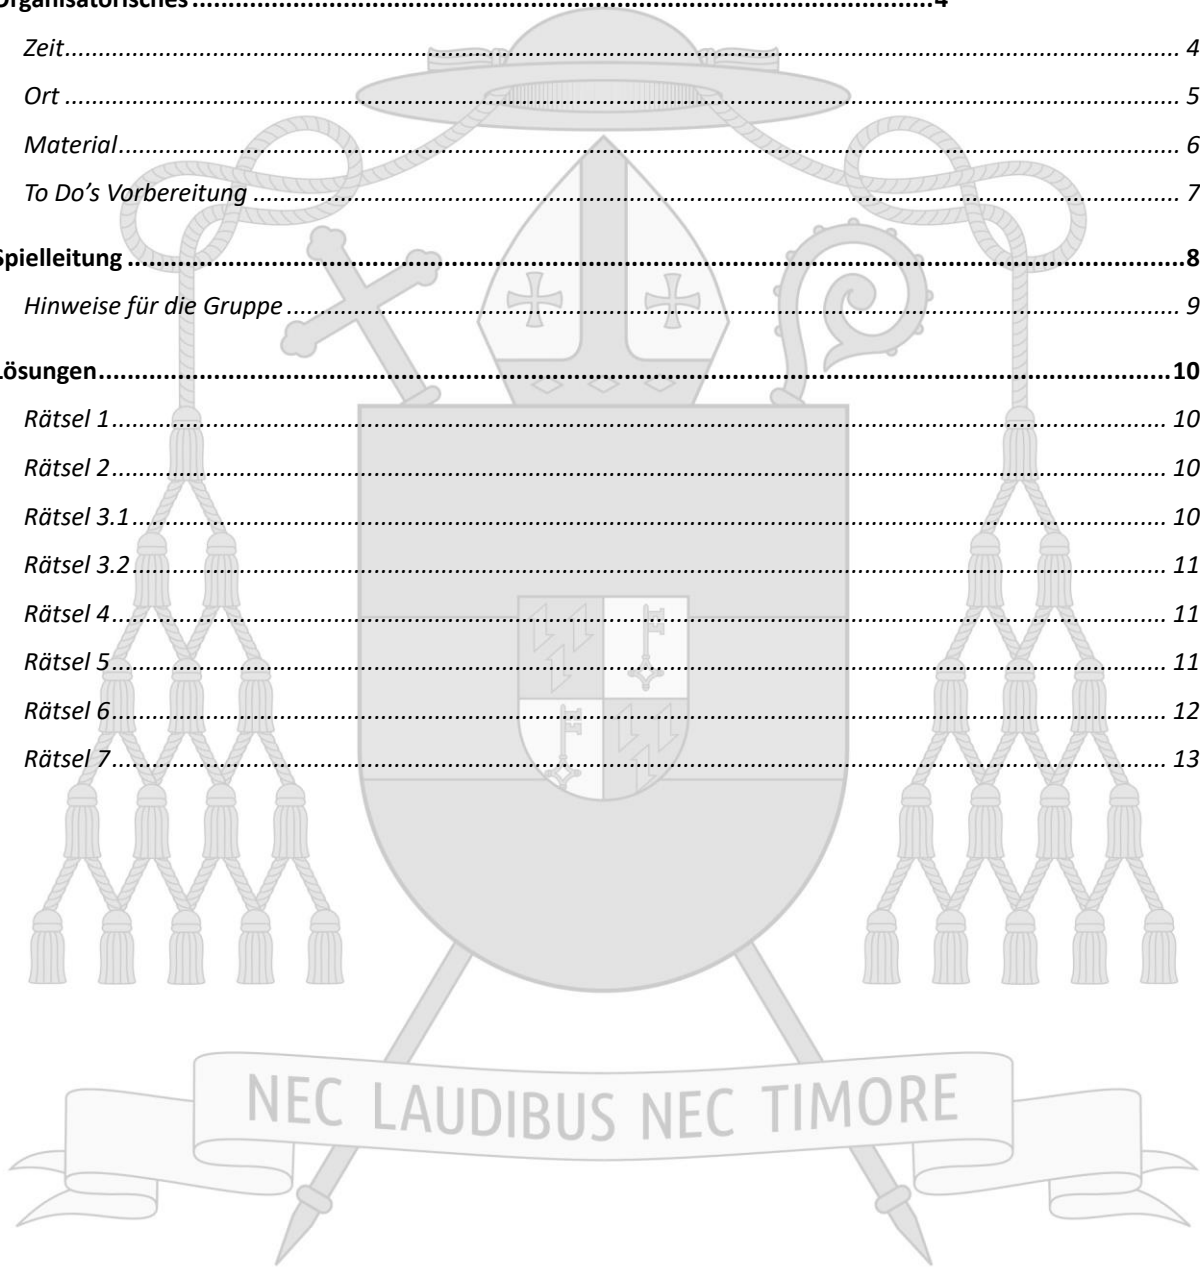 Organisatorisches 4
Zeit 4
Ort 5
Material 6
To Do's Vorbereitung 7
Spielleitung 8
Hinweise für die Gruppe 9
Lösungen 10
Rätsel 1 10
Rätsel 2 10
Rätsel 3.1 10
Rätsel 3.2 11
Rätsel 4 11
Rätsel 5 11
Rätsel 6 12
Rätsel 7 13
NEC LAUDIBUS NEC TIMORE